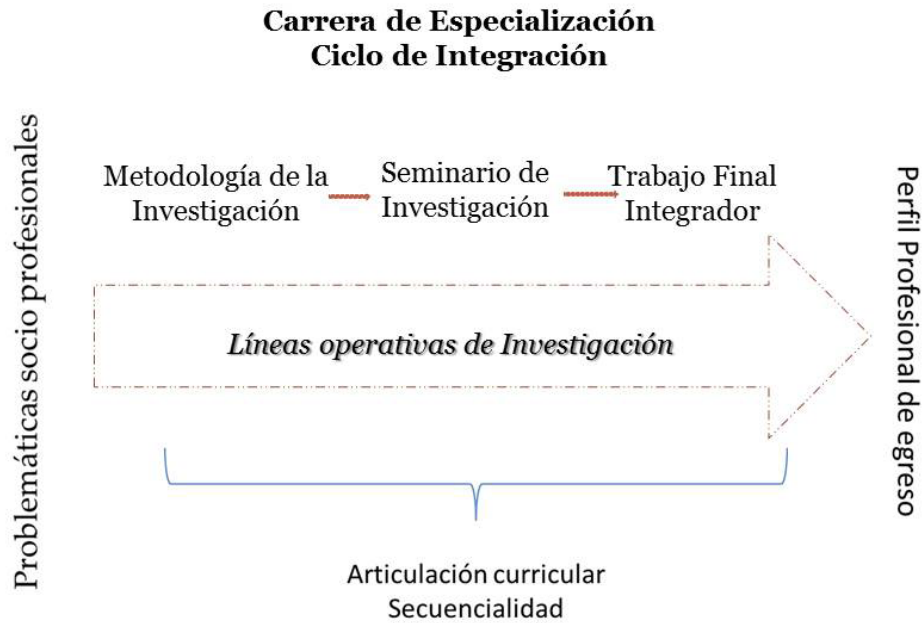 Carrera de Especialización
Ciclo de Integración
Problemáticas socio profesionales
Metodología de la
Investigación
Seminario de
Investigación
Trabajo Final
Integrador
Líneas operativas de Investigación
Perfil Profesional de egreso
Articulación curricular
Secuencialidad